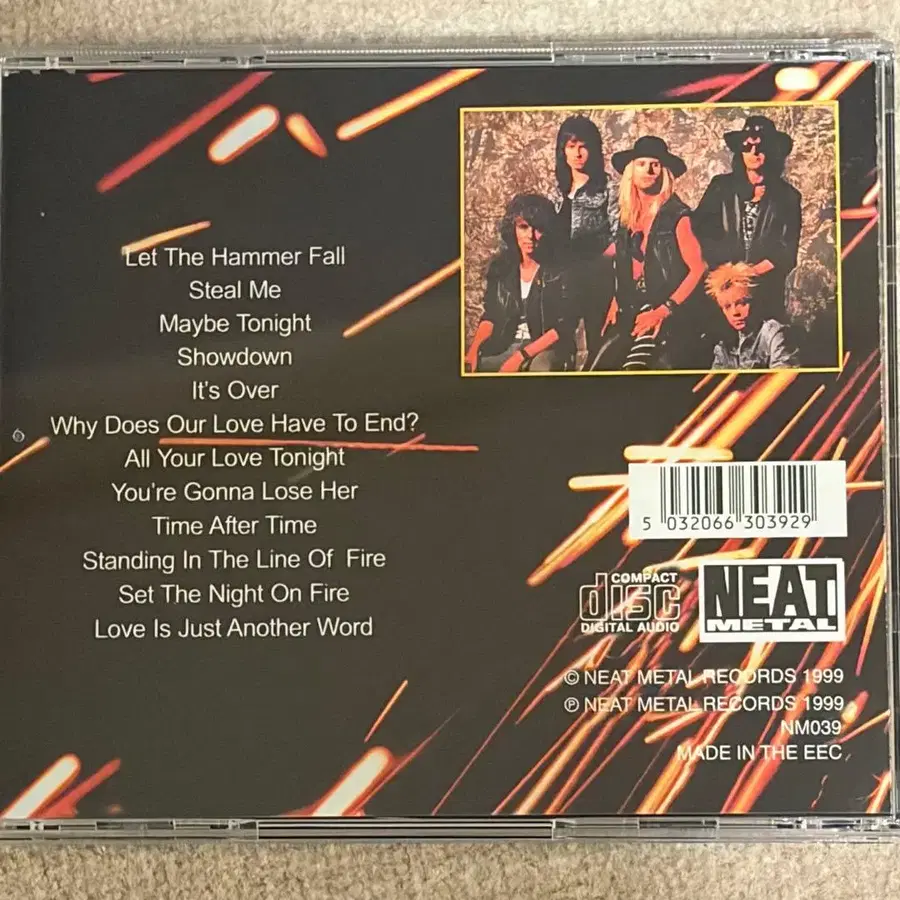 Let The Hammer Fall
Steal Me
Maybe Tonight
Showdown
It's Over
Why Does Our Love Have To End?
All Your Love Tonight
You're Gonna Lose Her
Time After Time
Standing In The Line Of Fire
Set The Night On Fire
Love Is Just Another Word
5 032066 303929
COMPACT
disc
DIGITAL AUDIO
NEAT
METAL
© NEAT METAL RECORDS 1999
℗ NEAT METAL RECORDS 1999
NM039
MADE IN THE EEC